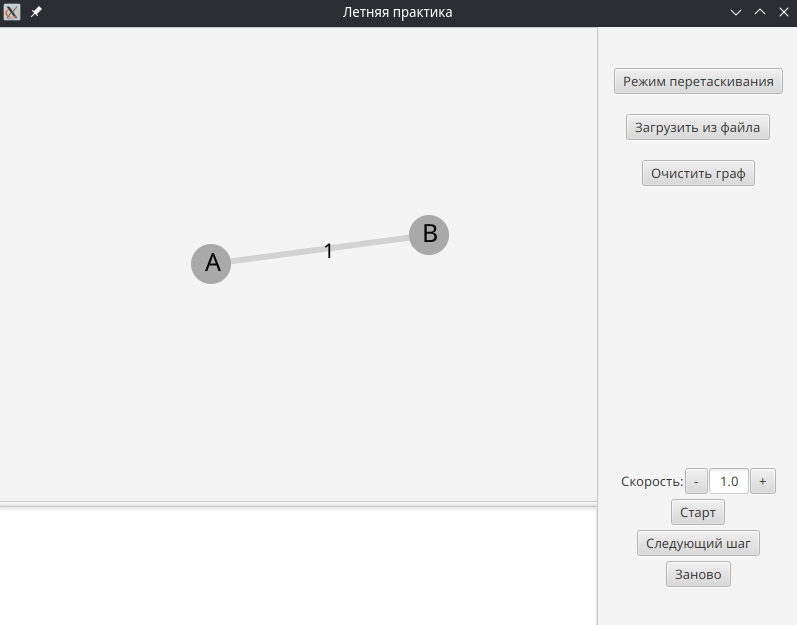 Летняя практика
Режим перетаскивания
Загрузить из файла
Очистить граф
A
1
B
Скорость: - 1.0 +
Старт
Следующий шаг
Заново